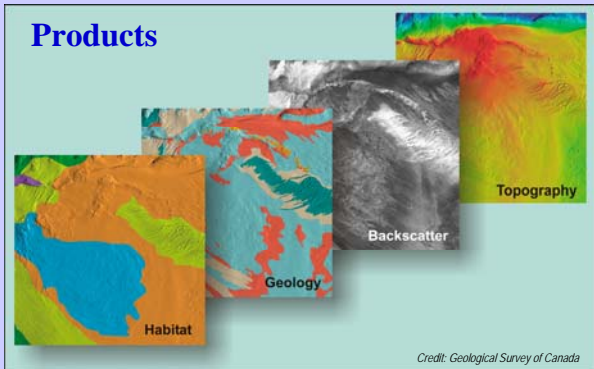 Products
Topography
Backscatter
Geology
Habitat
Credit: Geological Survey of Canada